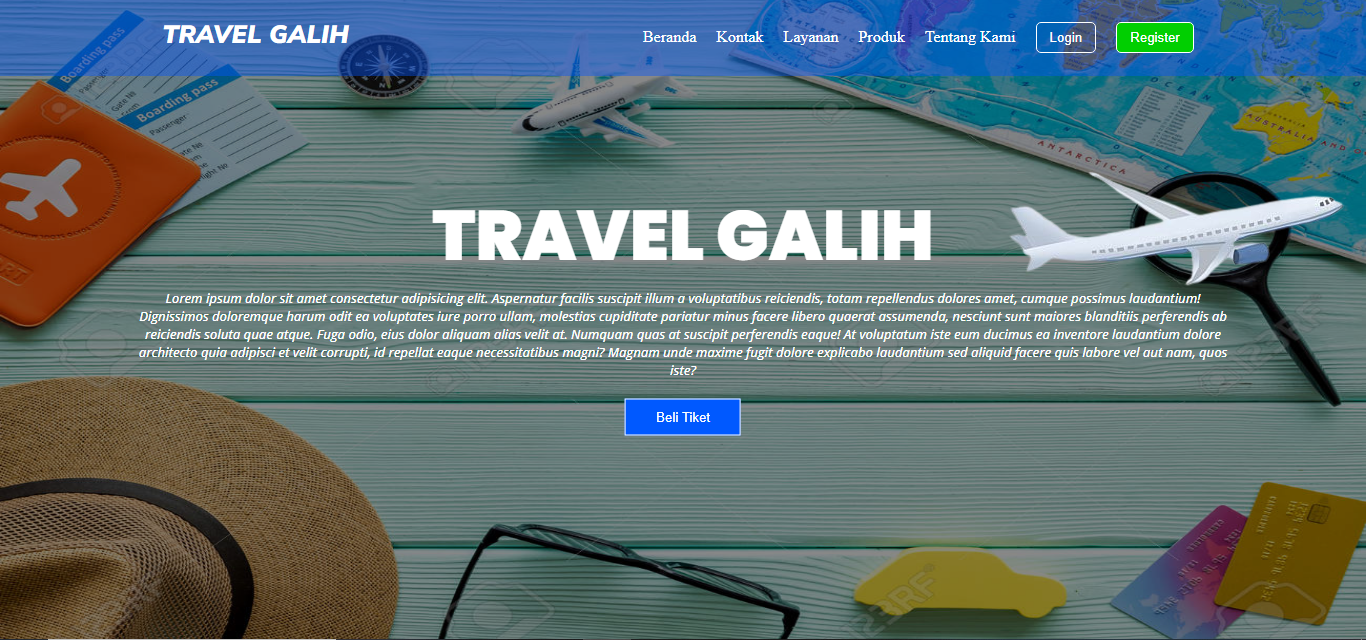 TRAVEL GALIH
Beranda Kontak Layanan Produk Tentang Kami Login Register
Boarding pass
Passenger
Boarding pass
Passenger
OCEAN
AUSTRALIA
ANTARCTICA
TRAVEL GALIH
Lorem ipsum dolor sit amet consectetur adipisicing elit. Aspernatur facilis suscipit illum a voluptatibus reiciendis, totam repellendus dolores amet, cumque possimus laudantium!
Dignissimos doloremque harum odit ea voluptates iure porro ullam, molestias cupiditate pariatur minus facere libero quaerat assumenda, nesciunt sunt maiores blanditiis perferendis ab
reiciendis soluta quae atque. Fuga odio, eius dolor aliquam alias velit at. Numquam quas at suscipit perferendis eaque! At voluptatum iste eum ducimus ea inventore laudantium dolore
architecto quia adipisci et velit corrupti, id repellat eaque necessitatibus magni? Magnam unde maxime fugit dolore explicabo laudantium sed aliquid facere quis labore vel aut nam, quos
iste?
Beli Tiket